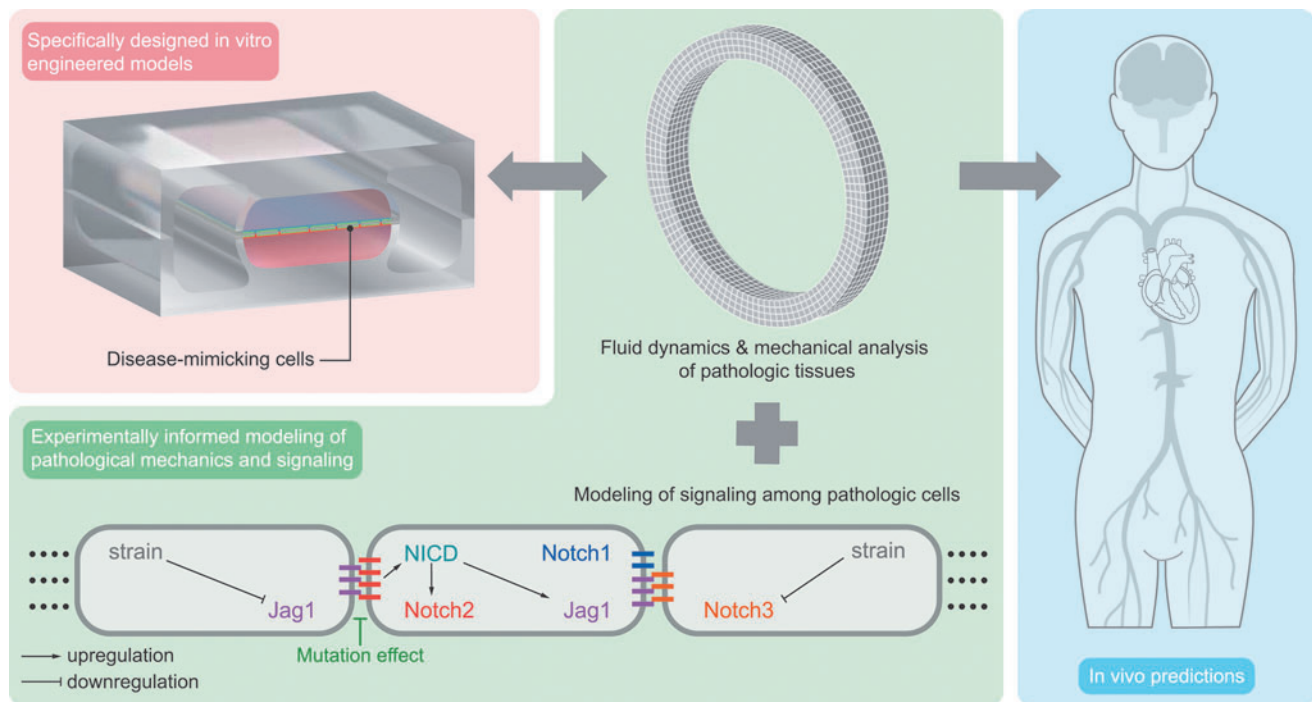 Specifically designed in vitro
engineered models
Disease-mimicking cells
Fluid dynamics & mechanical analysis
of pathologic tissues
Experimentally informed modeling of
pathological mechanics and signaling
Modeling of signaling among pathologic cells
strain
Jag1
NICD
Notch1
Notch2
Jag1
strain
Notch3
Mutation effect
upregulation
downregulation
In vivo predictions